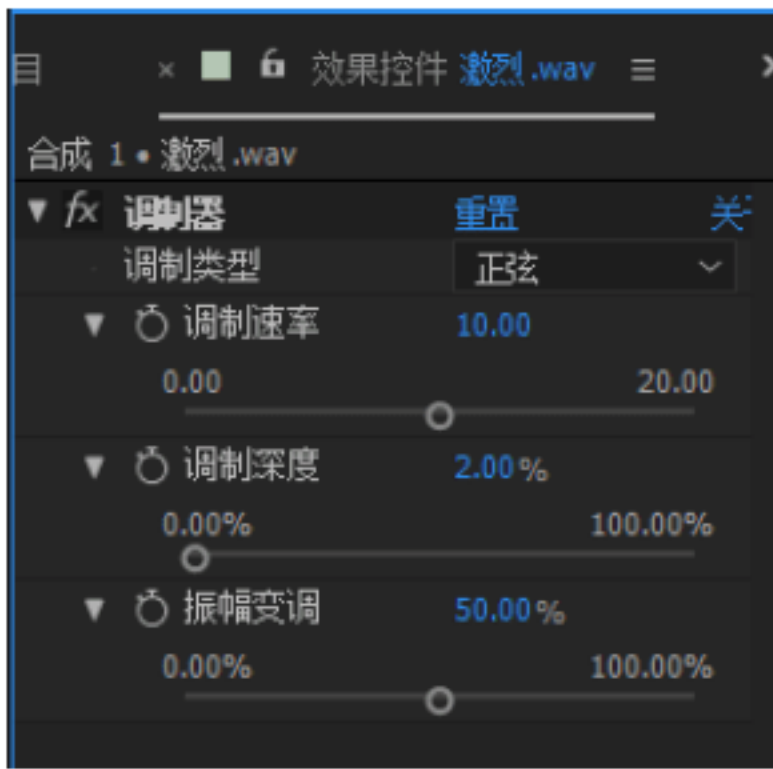 目 × 效果控件 激烈.wav ☰
合成 1 • 激烈.wav
fx 调制器 重置
调制类型 正弦
调制速率 10.00
0.00 20.00
调制深度 2.00%
0.00% 100.00%
振幅变调 50.00%
0.00% 100.00%